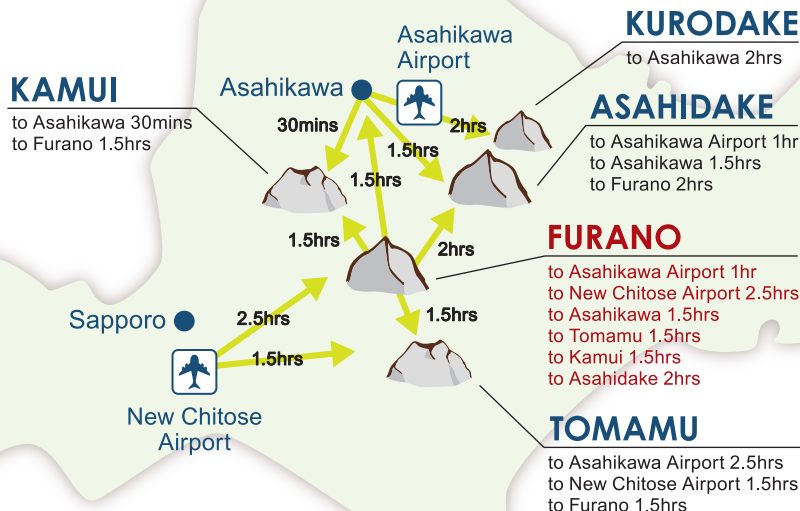 KURODAKE
to Asahikawa 2hrs
Asahikawa
Airport
Asahikawa
KAMUI
to Asahikawa 30mins
to Furano 1.5hrs
ASAHIDAKE
to Asahikawa Airport 1hr
to Asahikawa 1.5hrs
to Furano 2hrs
30mins
2hrs
1.5hrs
1.5hrs
1.5hrs
2hrs
FURANO
to Asahikawa Airport 1hr
to New Chitose Airport 2.5hrs
to Asahikawa 1.5hrs
to Tomamu 1.5hrs
to Kamui 1.5hrs
to Asahidake 2hrs
Sapporo
2.5hrs
1.5hrs
1.5hrs
New Chitose
Airport
TOMAMU
to Asahikawa Airport 2.5hrs
to New Chitose Airport 1.5hrs
to Furano 1.5hrs